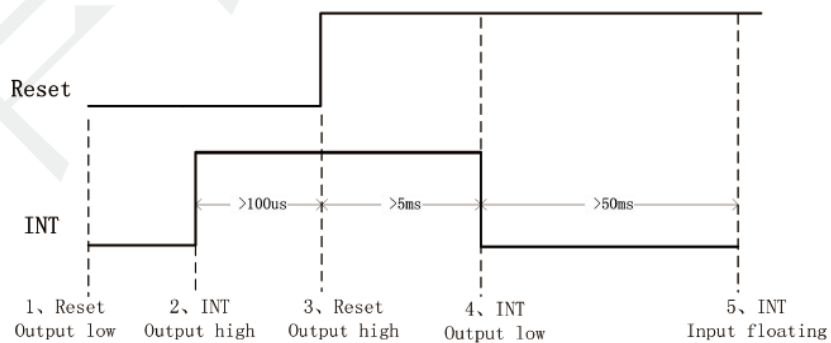 Reset
>100us
>5ms
>50ms
INT
1、Reset
Output low
2、INT
Output high
3、Reset
Output high
4、INT
Output low
5、INT
Input floating